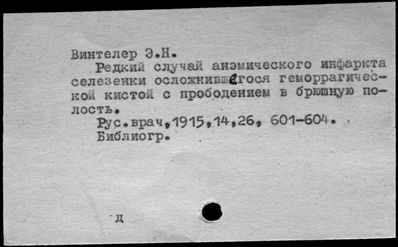 Винтелер Э.Н.
Редкий случай анэмического инфаркта
селезенки осложнившегося геморрагичес-
кой кистой с прободением в брюшную по-
лость.
Рус.врач,1915,14,26, 601-604.
Библиогр.
д